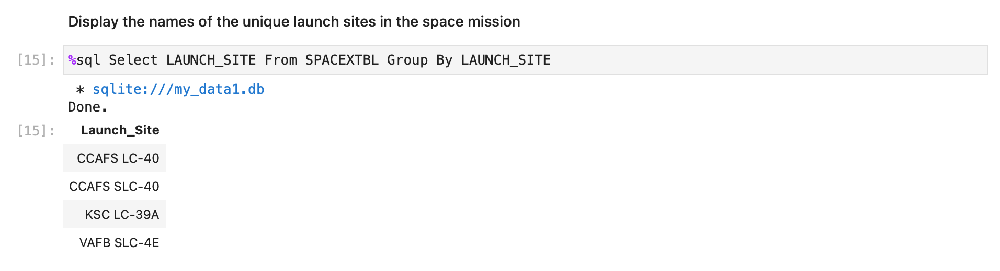 Display the names of the unique launch sites in the space mission
[15]: %sql Select LAUNCH_SITE From SPACEXTBL Group By LAUNCH_SITE
* sqlite:///my_data1.db
Done.
[15]: Launch_Site
CCAFS LC-40
CCAFS SLC-40
KSC LC-39A
VAFB SLC-4E